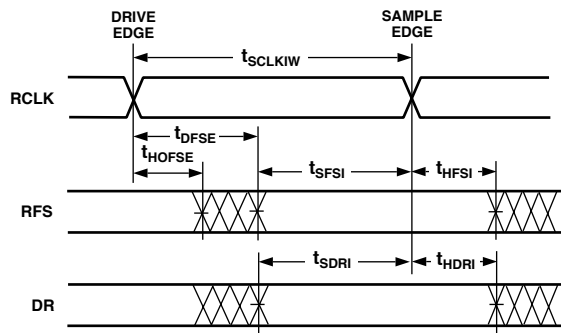 DRIVE
EDGE
SAMPLE
EDGE
tSCLKIW
RCLK
tDFSE
tHOFSE
tSFSI
tHFSI
RFS
tSDRI
tHDRI
DR